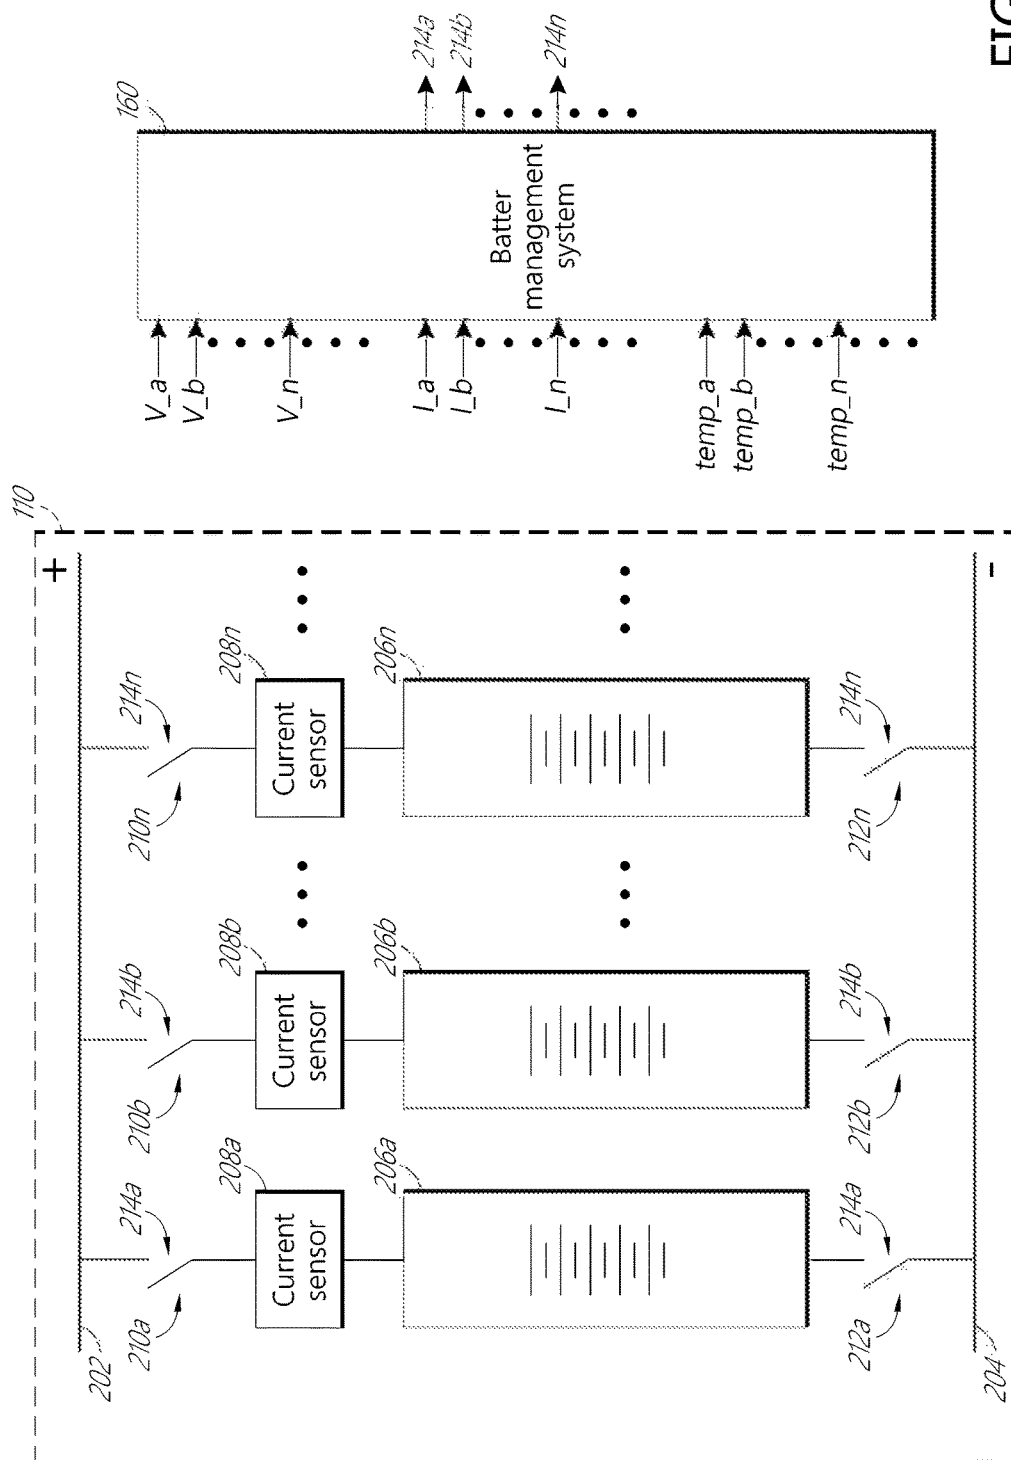 110
+
202
210a
214a
210b
214b
210n
214n
208a
208b
208n
Current
sensor
Current
sensor
Current
sensor
206a
206b
206n
212a
214a
212b
214b
212n
214n
204
-
160
V_a
V_b
V_n
I_a
I_b
I_n
temp_a
temp_b
temp_n
Batter
management
system
214a
214b
214n
FIG